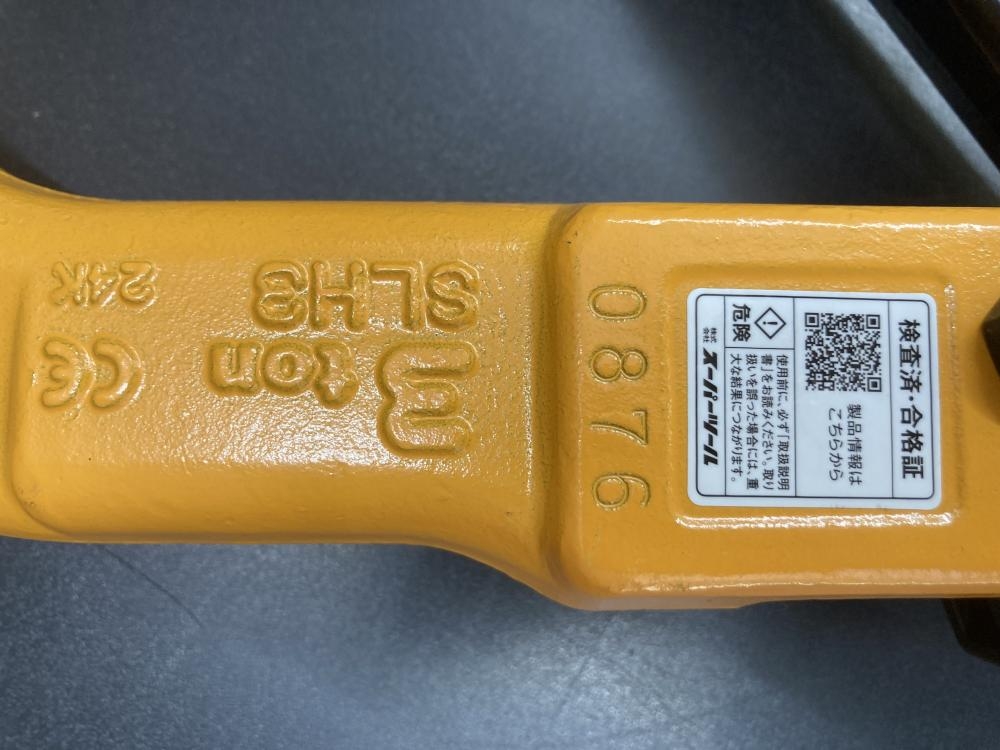 検査済・合格証
製品情報は
こちらから
危険
使用前に、必ず「取扱説明
書」をお読みください。取り
扱いを誤った場合には、重
大な結果につながります。
株式会社 スーパーツール
0876
3 ton
SLH3
CE
24K